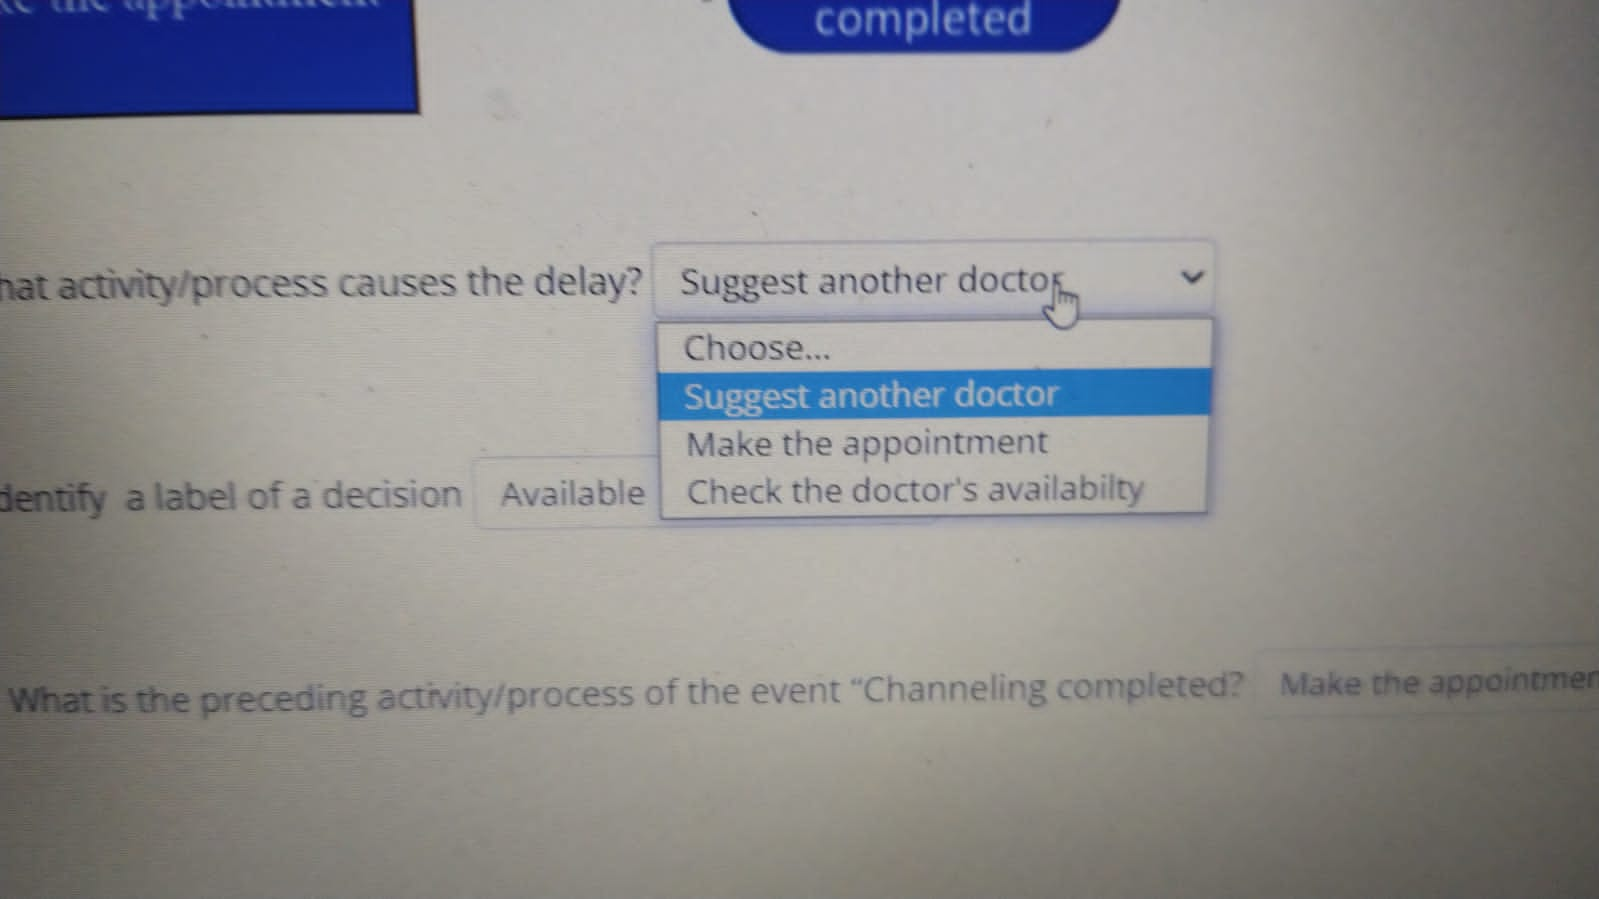 the appointment
completed
hat activity/process causes the delay? Suggest another doctor
Choose...
Suggest another doctor
Make the appointment
Check the doctor's availabilty
dentify a label of a decision Available
What is the preceding activity/process of the event “Channeling completed? Make the appointmen